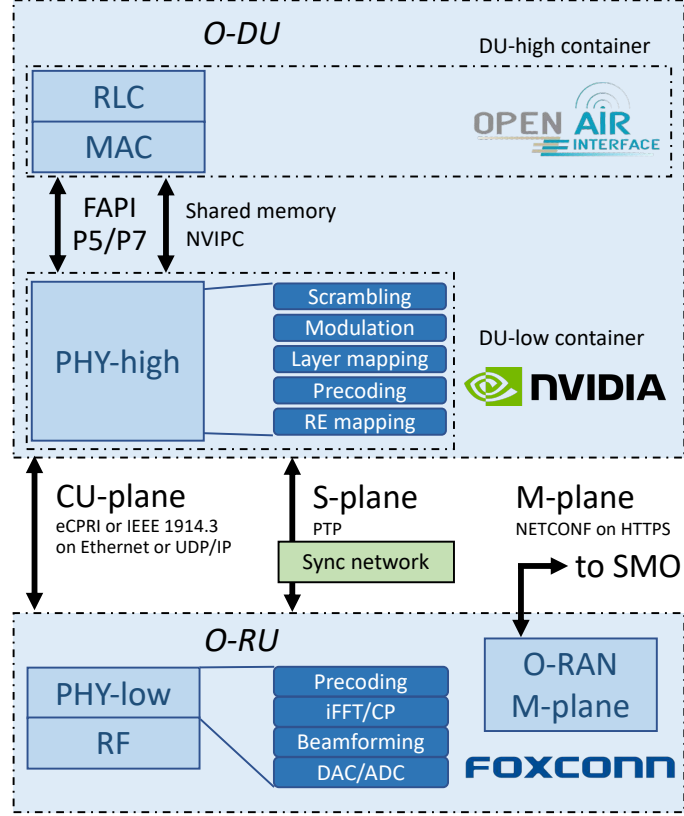 O-DU
DU-high container
RLC
MAC
OPEN AIR
INTERFACE
FAPI
P5/P7
Shared memory
NVIPC
PHY-high
Scrambling
Modulation
Layer mapping
Precoding
RE mapping
DU-low container
NVIDIA
CU-plane
eCPRI or IEEE 1914.3
on Ethernet or UDP/IP
S-plane
PTP
Sync network
M-plane
NETCONF on HTTPS
to SMO
O-RU
PHY-low
RF
Precoding
iFFT/CP
Beamforming
DAC/ADC
O-RAN
M-plane
FOXCONN